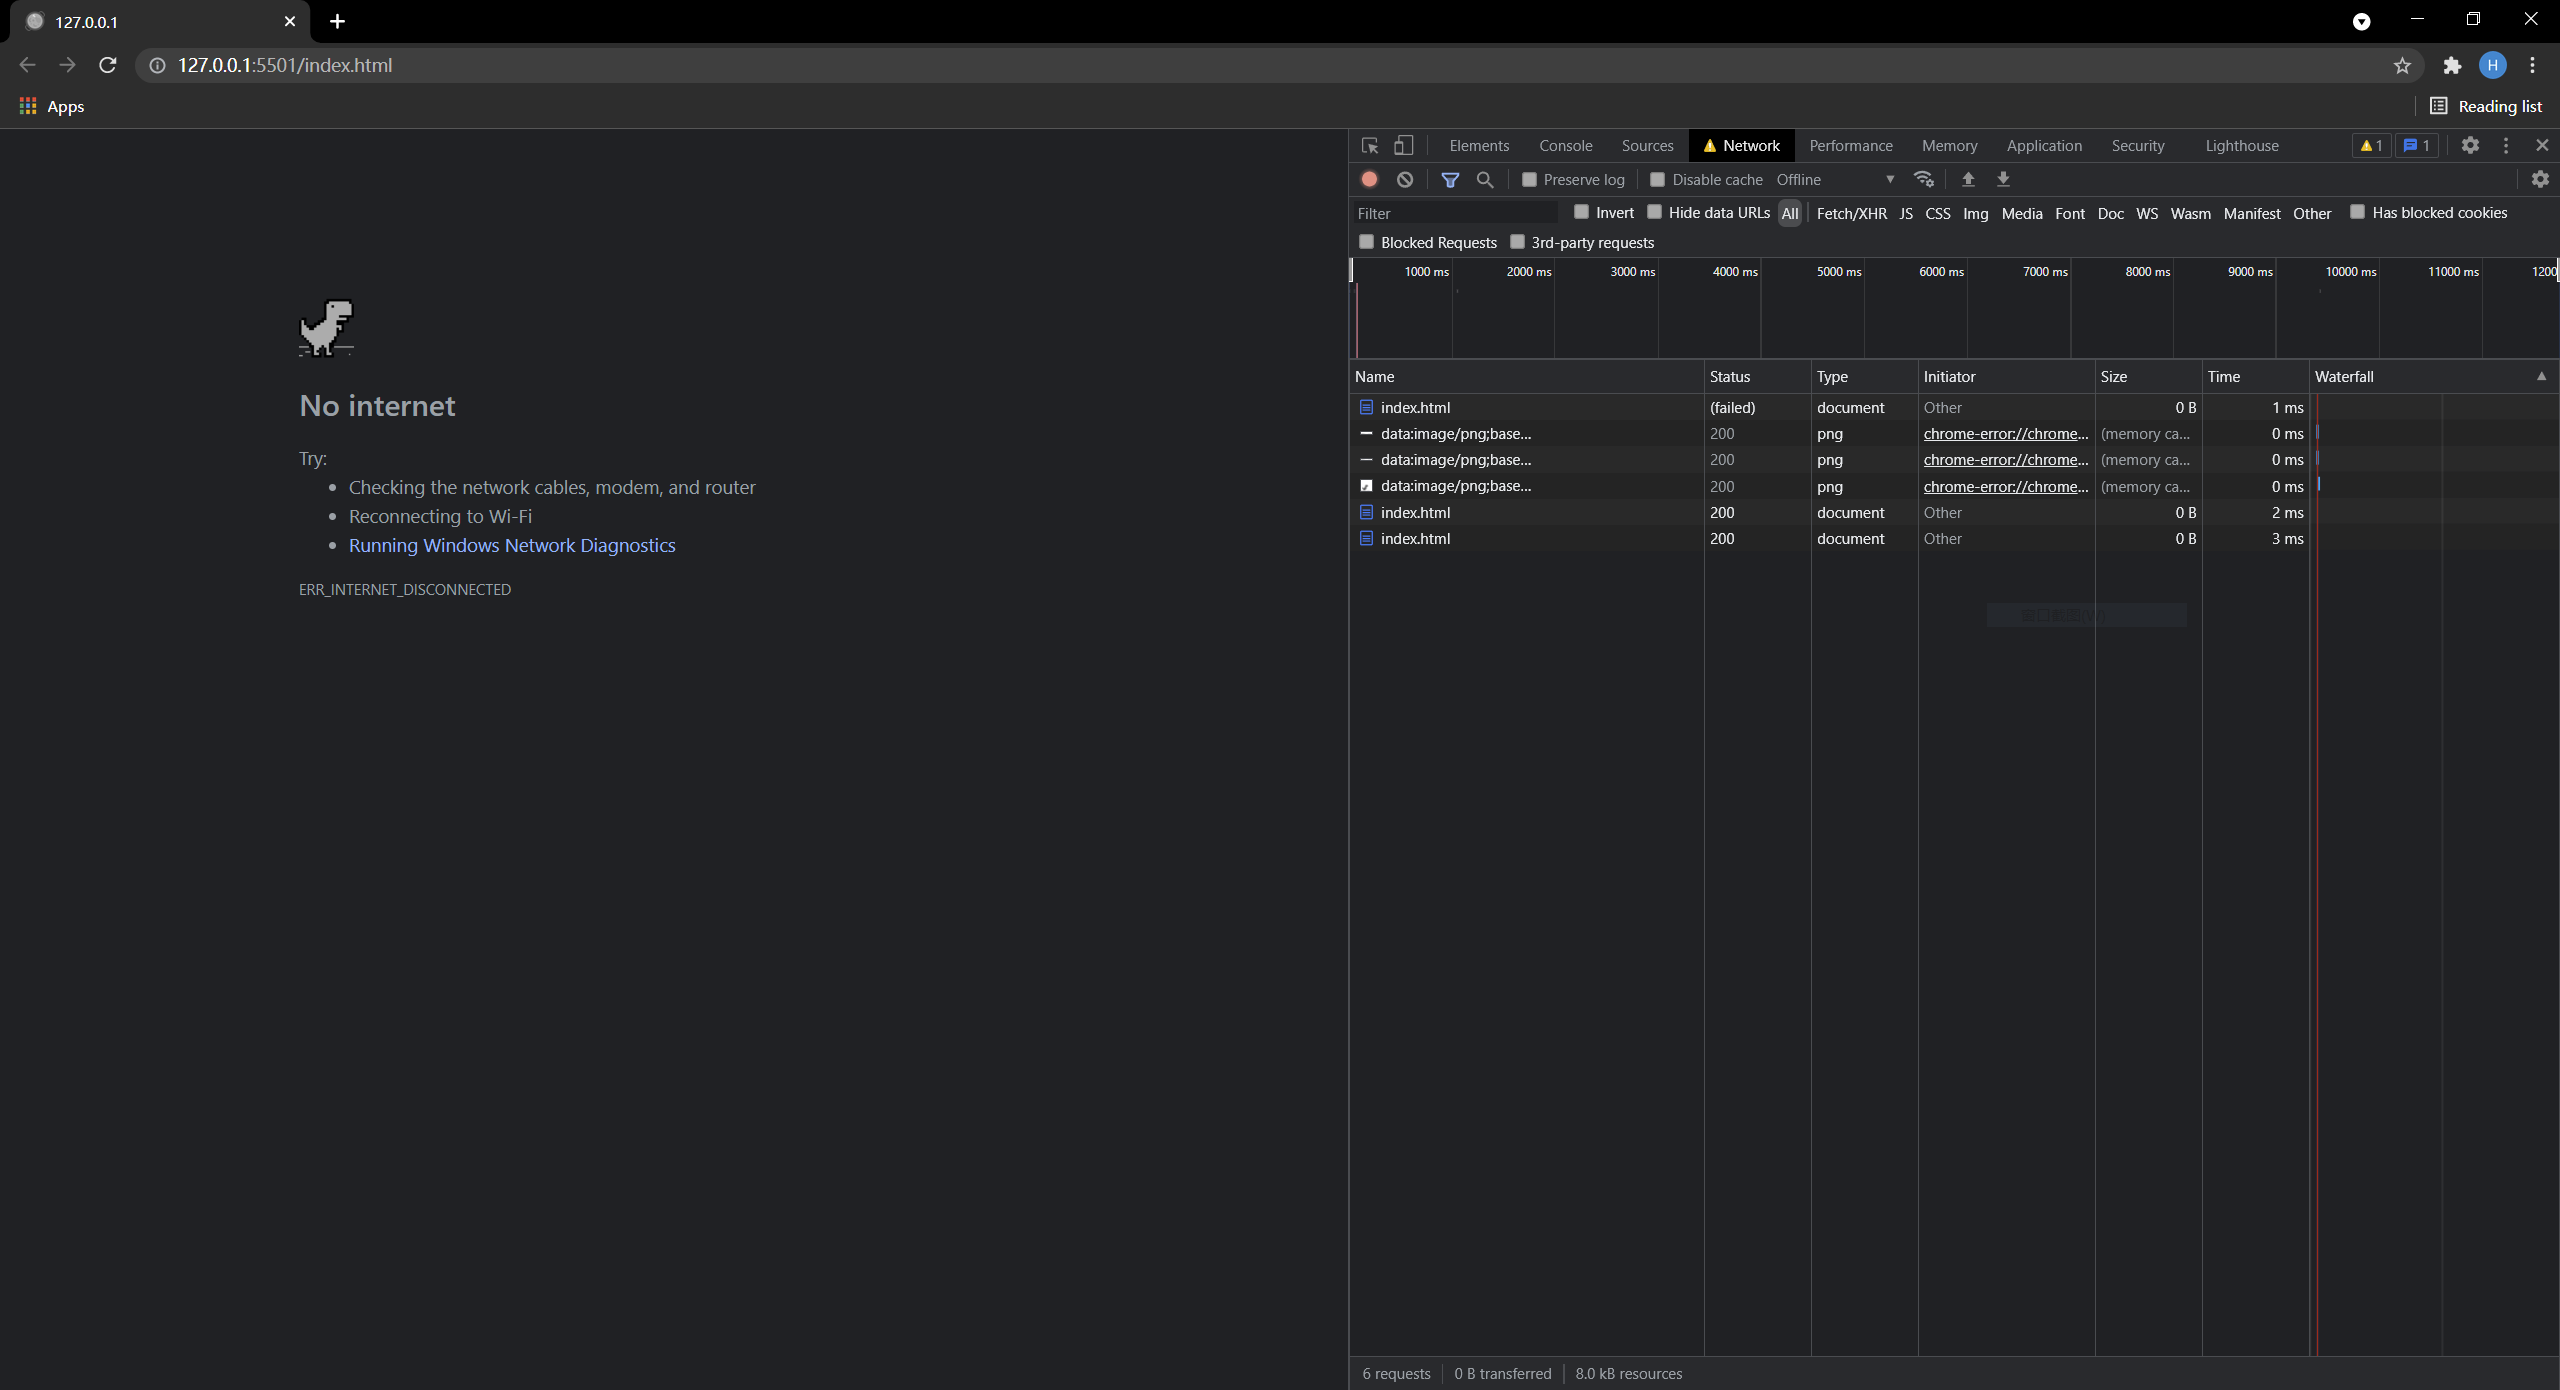 127.0.0.1
127.0.0.1:5501/index.html
H
Apps
Reading list
No internet
Try:
Checking the network cables, modem, and router
Reconnecting to Wi-Fi
Running Windows Network Diagnostics
ERR_INTERNET_DISCONNECTED
Elements Console Sources Network Performance Memory Application Security Lighthouse 1 1
Preserve log Disable cache Offline
Filter Invert Hide data URLs All Fetch/XHR JS CSS Img Media Font Doc WS Wasm Manifest Other Has blocked cookies
Blocked Requests 3rd-party requests
1000 ms 2000 ms 3000 ms 4000 ms 5000 ms 6000 ms 7000 ms 8000 ms 9000 ms 10000 ms 11000 ms 1200
Name Status Type Initiator Size Time Waterfall
index.html (failed) document Other 0 B 1 ms
data:image/png;base... 200 png chrome-error://chrome... (memory ca... 0 ms
data:image/png;base... 200 png chrome-error://chrome... (memory ca... 0 ms
data:image/png;base... 200 png chrome-error://chrome... (memory ca... 0 ms
index.html 200 document Other 0 B 2 ms
index.html 200 document Other 0 B 3 ms
6 requests 0 B transferred 8.0 kB resources